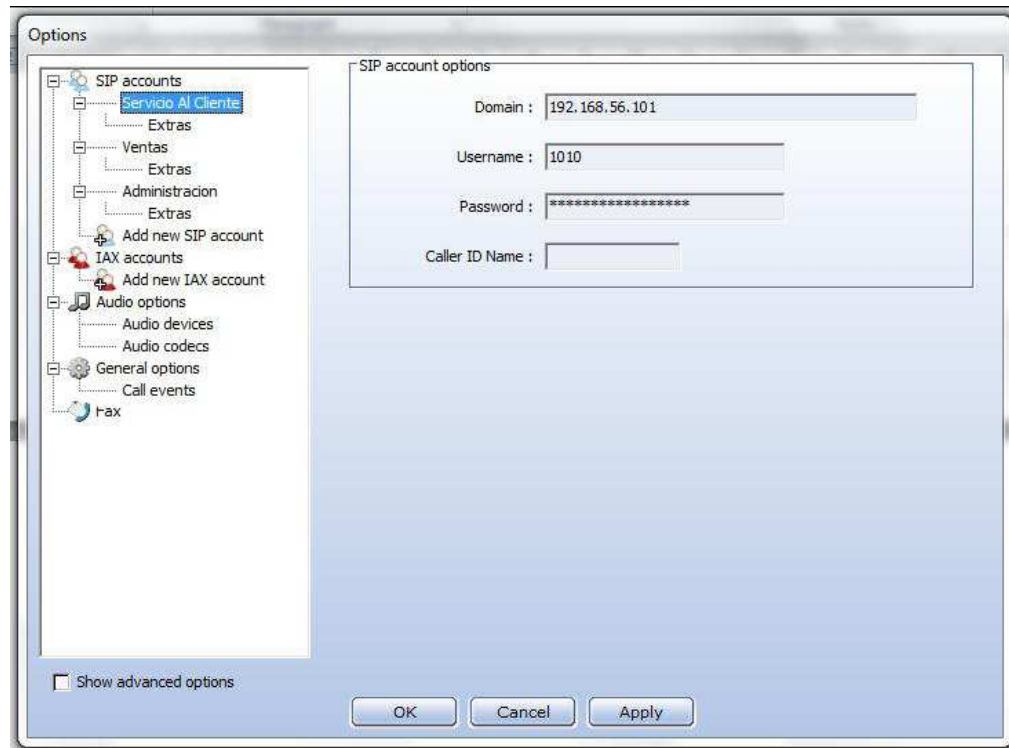 Options
SIP accounts
Servicio Al Cliente
Extras
Ventas
Extras
Administracion
Extras
Add new SIP account
IAX accounts
Add new IAX account
Audio options
Audio devices
Audio codecs
General options
Call events
Fax
SIP account options
Domain : 192.168.56.101
Username : 1010
Password : *****************
Caller ID Name :
Show advanced options
OK Cancel Apply